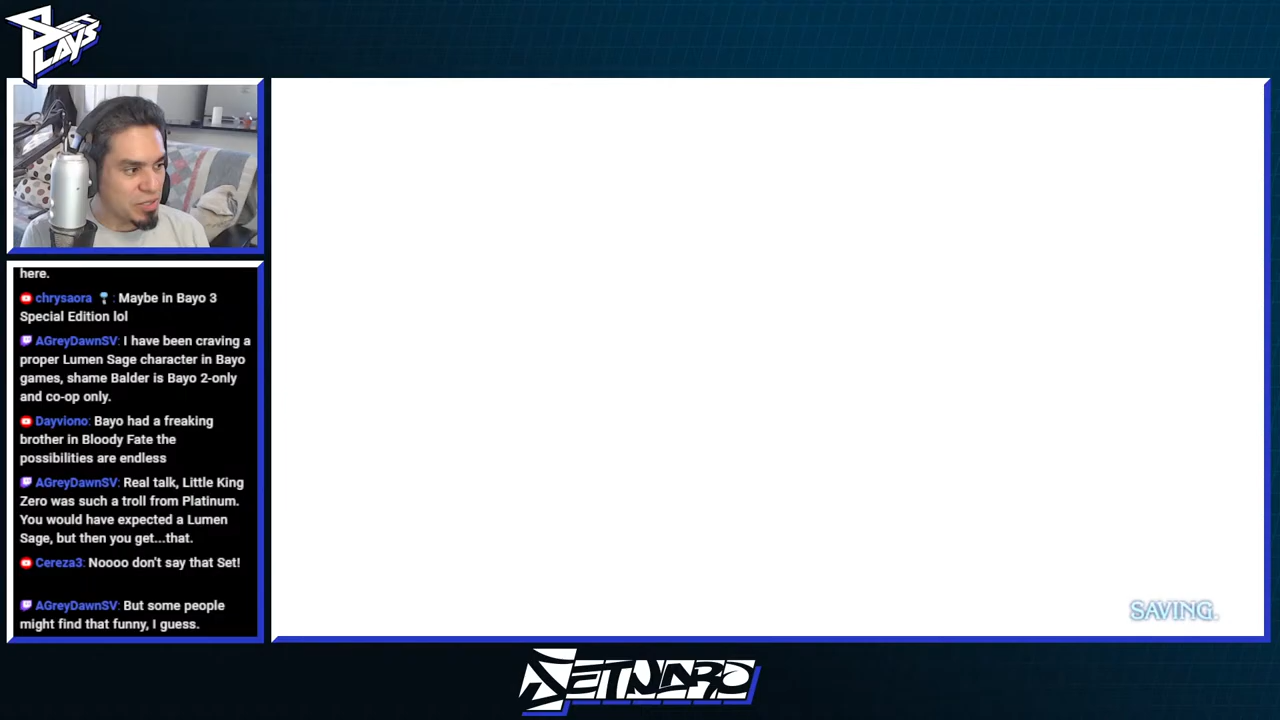 SET PLAYS
here.
chrysaora : Maybe in Bayo 3
Special Edition lol
AGreyDawnSV: I have been craving a
proper Lumen Sage character in Bayo
games, shame Balder is Bayo 2-only
and co-op only.
Dayviono: Bayo had a freaking
brother in Bloody Fate the
possibilities are endless
AGreyDawnSV: Real talk, Little King
Zero was such a troll from Platinum.
You would have expected a Lumen
Sage, but then you get...that.
Cereza3: Noooo don't say that Set!
AGreyDawnSV: But some people
might find that funny, I guess.
SAVING.
SETNARO